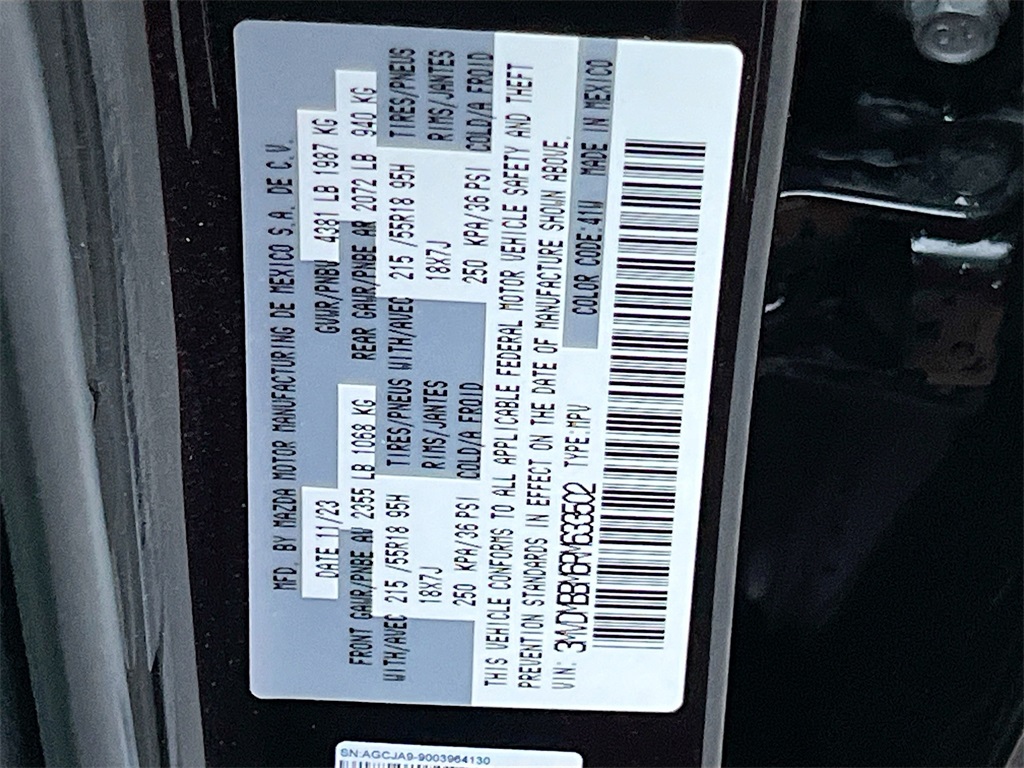 MFD. BY MAZDA MOTOR MANUFACTURING DE MEXICO S.A. DE C.V.
DATE 11/23 GVWR/PNBV 4381 LB 1987 KG
FRONT GAWR/PNBE AV 2355 LB 1068 KG REAR GAWR/PNBE AR 2072 LB 940 KG
WITH/AVEC 215 /55R18 95H TIRES/PNEUS WITH/AVEC 215 /55R18 95H TIRES/PNEUS
18X7J RIMS/JANTES 18X7J RIMS/JANTES
250 KPA/36 PSI COLD/A FROID 250 KPA/36 PSI COLD/A FROID
THIS VEHICLE CONFORMS TO ALL APPLICABLE FEDERAL MOTOR VEHICLE SAFETY AND THEFT
PREVENTION STANDARDS IN EFFECT ON THE DATE OF MANUFACTURE SHOWN ABOVE.
VIN: TYPE:MPV COLOR CODE:41W MADE IN MEXICO
SN:AGCJA9-9003964130